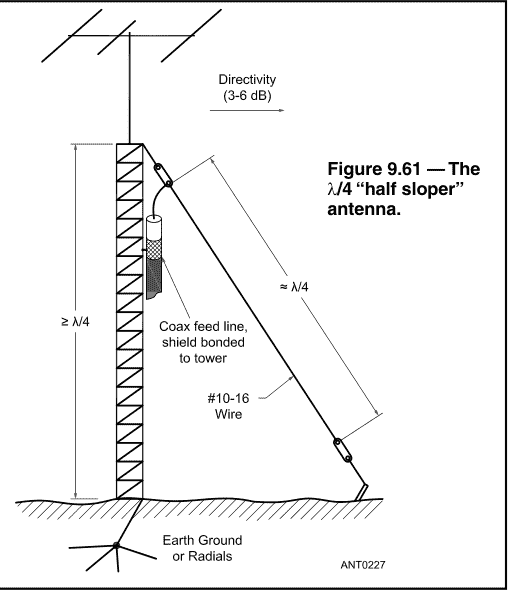 Directivity
(3-6 dB)
Figure 9.61 — The
λ/4 “half sloper”
antenna.
≈ λ/4
≥ λ/4
Coax feed line,
shield bonded
to tower
#10-16
Wire
Earth Ground
or Radials
ANT0227